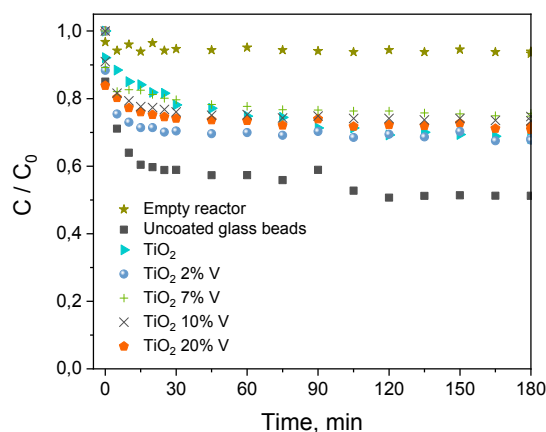 C / C₀
1,0
0,8
0,6
0,4
0,2
0,0
Empty reactor
Uncoated glass beads
TiO₂
TiO₂ 2% V
TiO₂ 7% V
TiO₂ 10% V
TiO₂ 20% V
0 30 60 90 120 150 180
Time, min